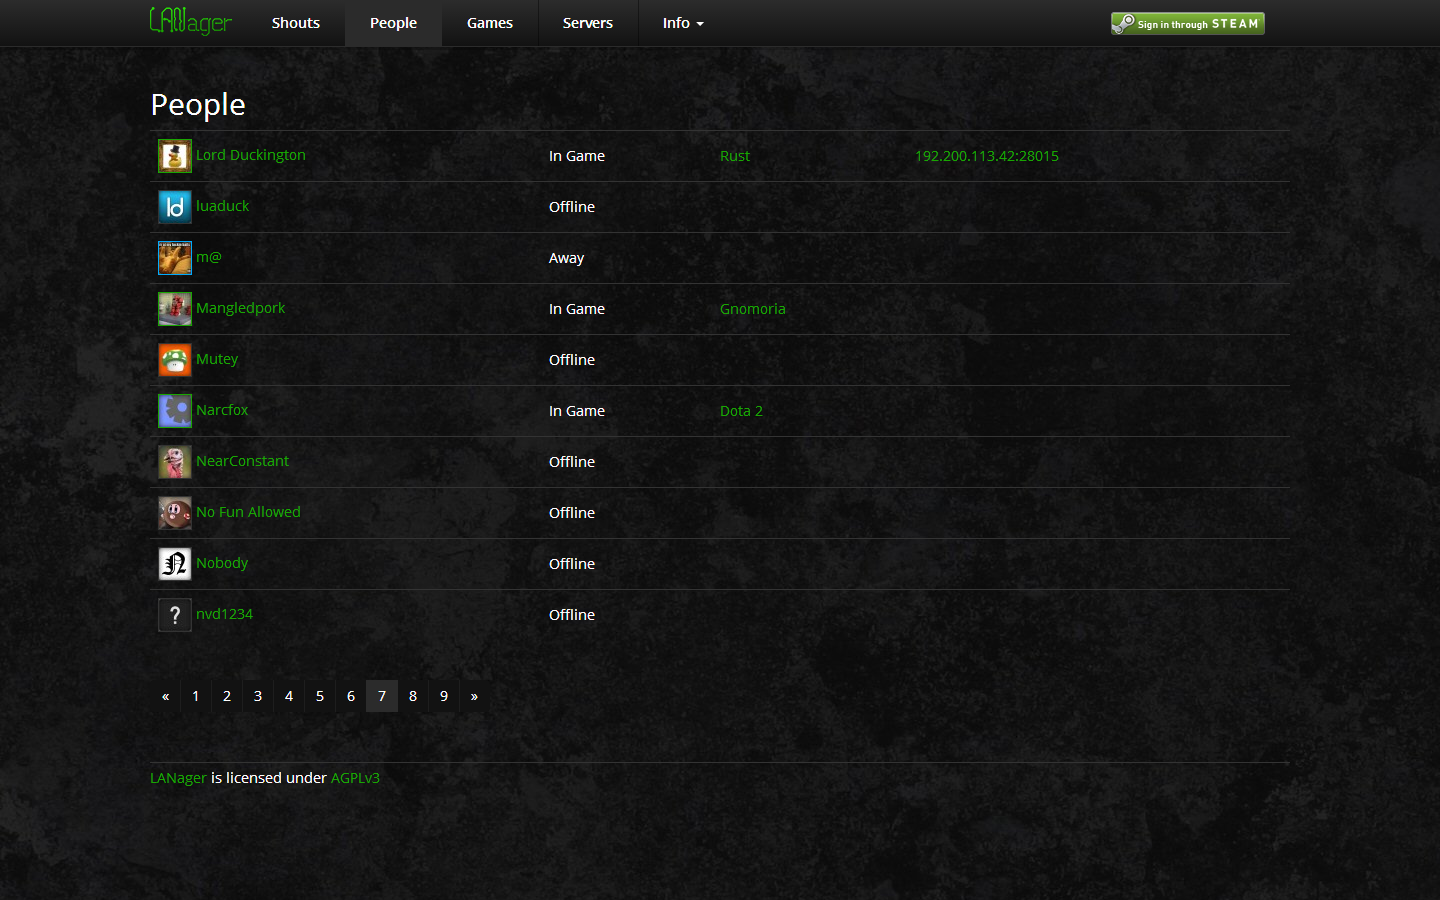 LANager Shouts People Games Servers Info Sign in through STEAM
People
Lord Duckington In Game Rust 192.200.113.42:28015
luaduck Offline
m@ Away
Mangledpork In Game Gnomoria
Mutey Offline
Narcfox In Game Dota 2
NearConstant Offline
No Fun Allowed Offline
Nobody Offline
? nvd1234 Offline
« 1 2 3 4 5 6 7 8 9 »
LANager is licensed under AGPLv3